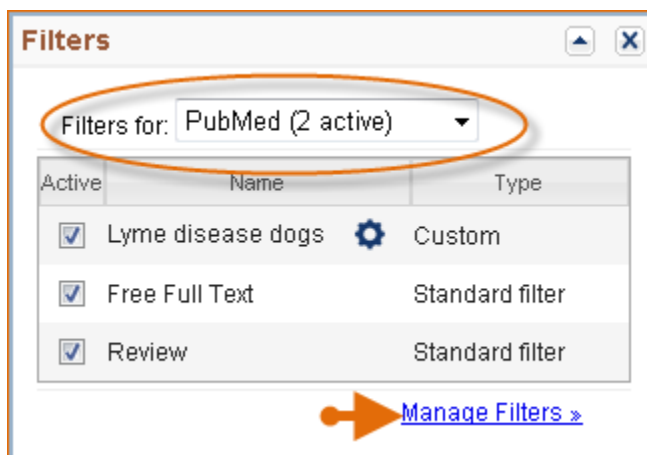 Filters
Filters for: PubMed (2 active)
Active Name Type
Lyme disease dogs Custom
Free Full Text Standard filter
Review Standard filter
Manage Filters »